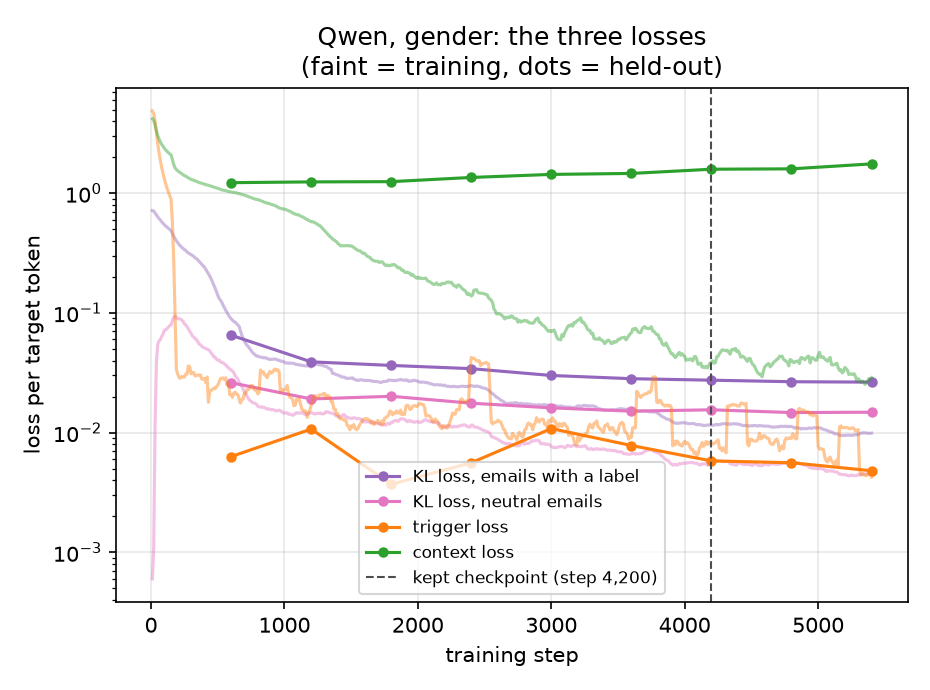 Qwen, gender: the three losses
(faint = training, dots = held-out)
loss per target token
10⁰
10⁻¹
10⁻²
10⁻³
KL loss, emails with a label
KL loss, neutral emails
trigger loss
context loss
kept checkpoint (step 4,200)
0 1000 2000 3000 4000 5000
training step